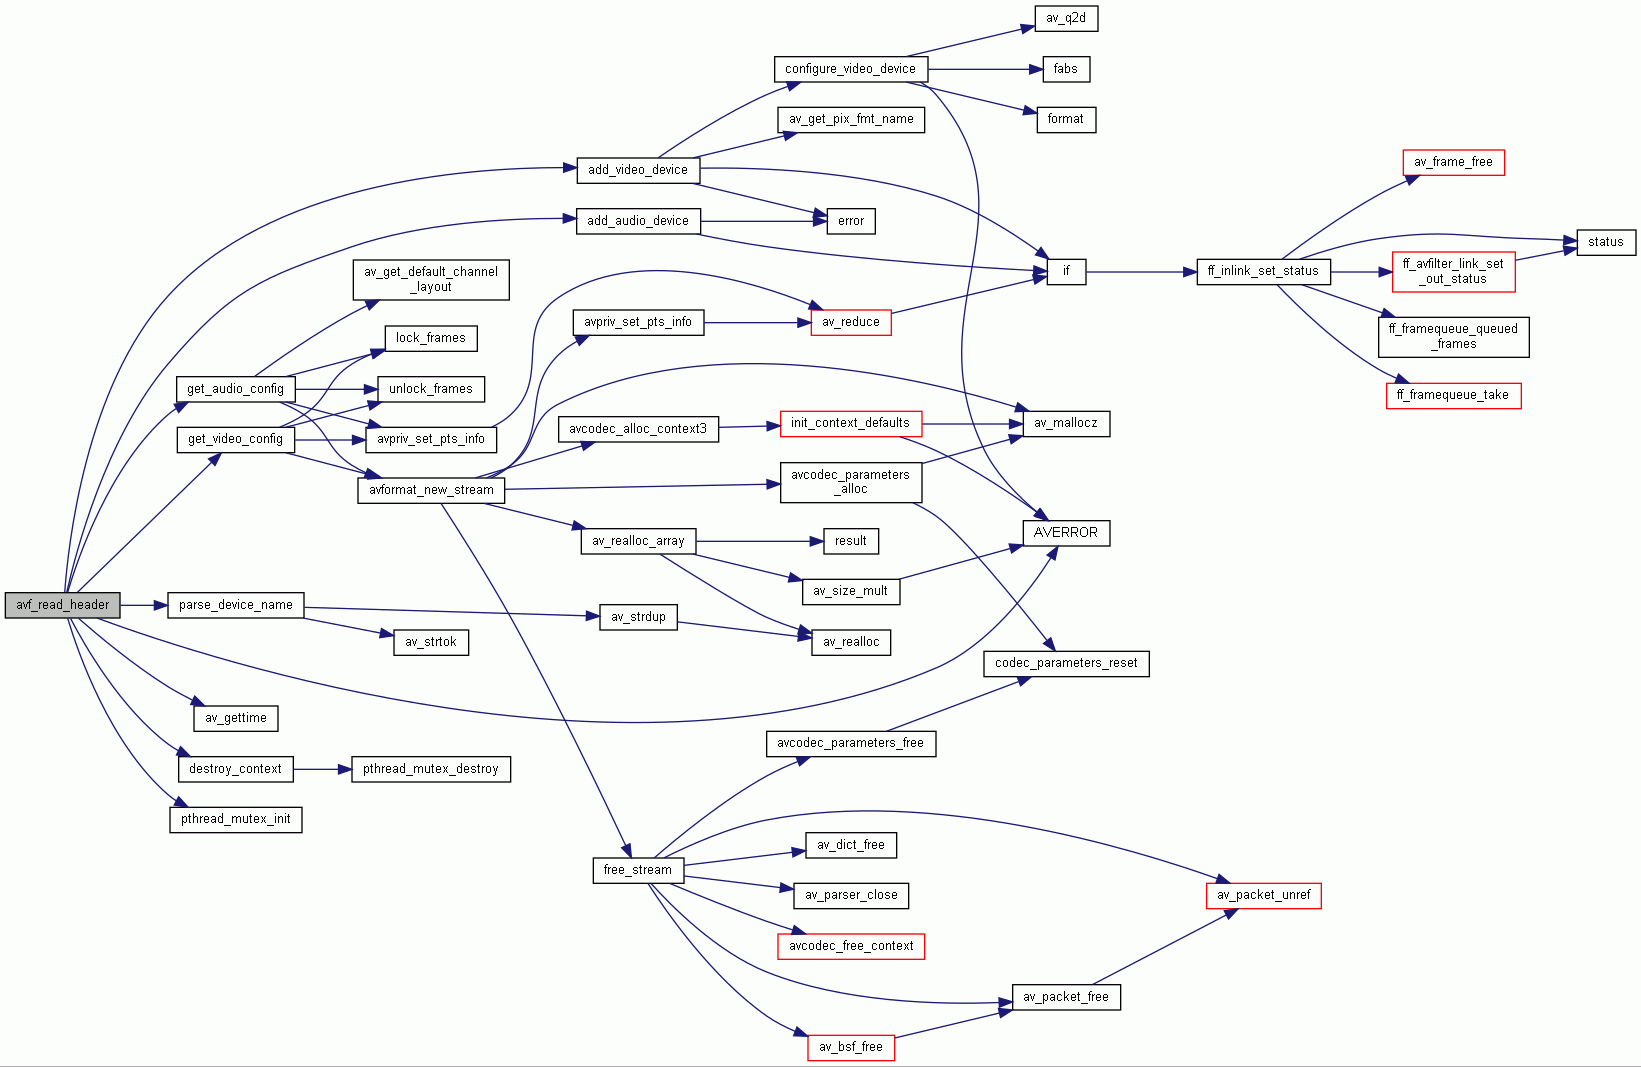 av_q2d
configure_video_device
fabs
av_get_pix_fmt_name
format
add_video_device
av_frame_free
add_audio_device
error
status
av_get_default_channel
_layout
if
ff_inlink_set_status
ff_avfilter_link_set
_out_status
avpriv_set_pts_info
av_reduce
lock_frames
ff_framequeue_queued
_frames
get_audio_config
unlock_frames
ff_framequeue_take
get_video_config
avpriv_set_pts_info
avcodec_alloc_context3
init_context_defaults
av_mallocz
avformat_new_stream
avcodec_parameters
_alloc
av_realloc_array
result
AVERROR
av_size_mult
avf_read_header
parse_device_name
av_strdup
av_strtok
av_realloc
codec_parameters_reset
av_gettime
avcodec_parameters_free
destroy_context
pthread_mutex_destroy
pthread_mutex_init
av_dict_free
free_stream
av_parser_close
av_packet_unref
avcodec_free_context
av_packet_free
av_bsf_free